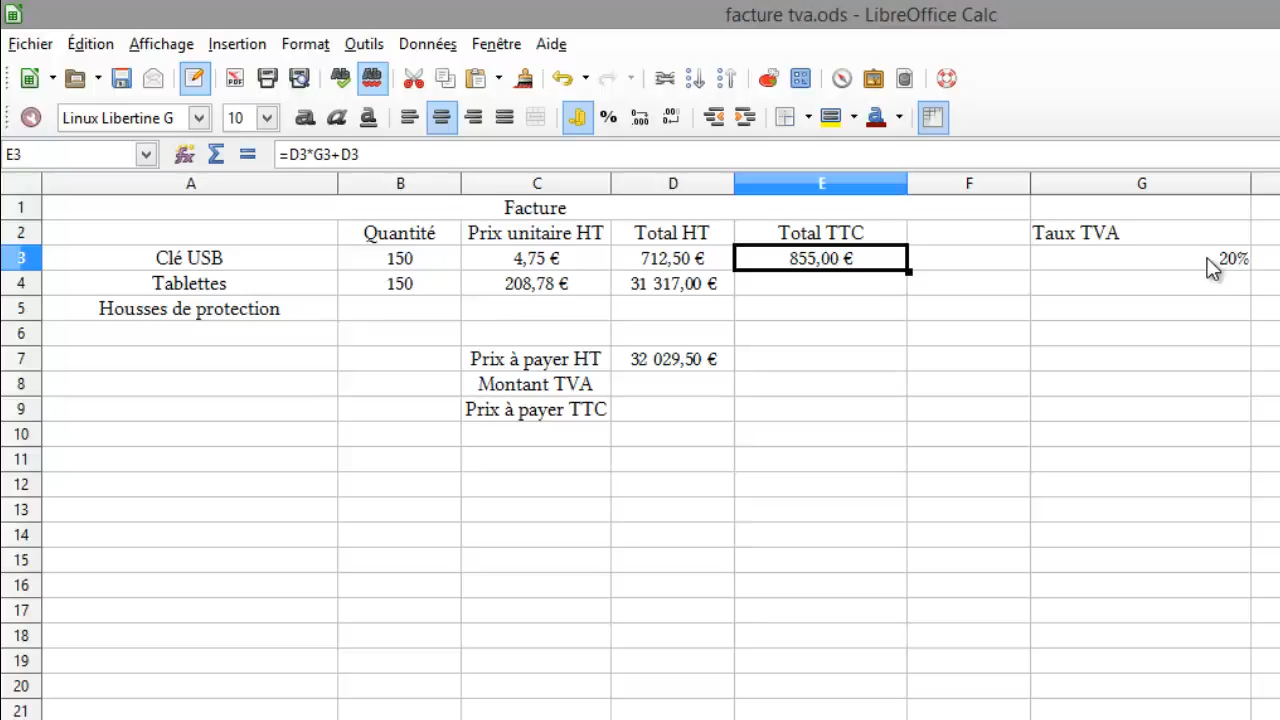 facture tva.ods - LibreOffice Calc
Fichier Édition Affichage Insertion Format Outils Données Fenêtre Aide
PDF
Linux Libertine G 10 a a a % .000
E3 =D3*G3+D3
A B C D E F G
1 Facture
2 Quantité Prix unitaire HT Total HT Total TTC Taux TVA
3 Clé USB 150 4,75 € 712,50 € 855,00 € 20%
4 Tablettes 150 208,78 € 31 317,00 €
5 Housses de protection
6
7 Prix à payer HT 32 029,50 €
8 Montant TVA
9 Prix à payer TTC
10
11
12
13
14
15
16
17
18
19
20
21